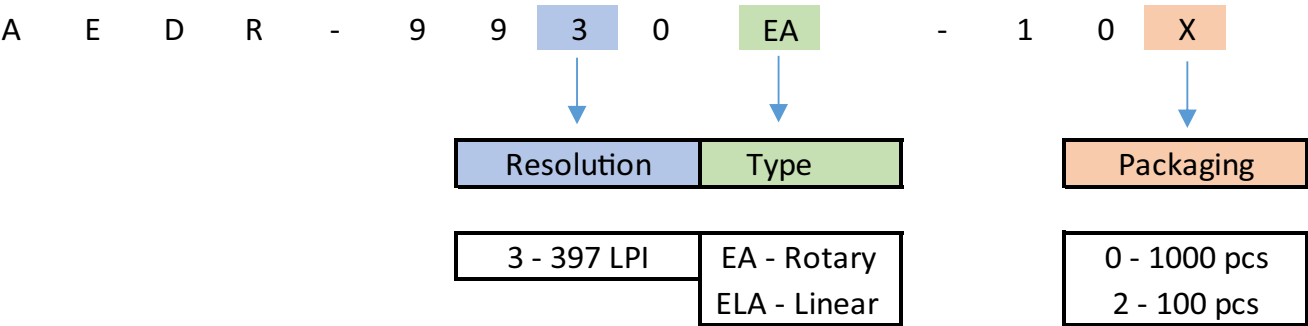 A E D R - 9 9 3 0 EA - 1 0 X
Resolution Type Packaging
3 - 397 LPI EA - Rotary 0 - 1000 pcs
ELA - Linear 2 - 100 pcs